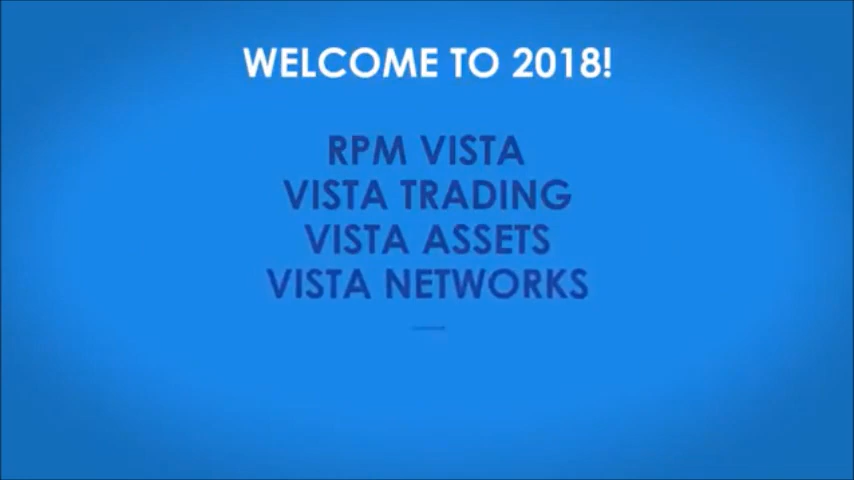 WELCOME TO 2018!
RPM VISTA
VISTA TRADING
VISTA ASSETS
VISTA NETWORKS